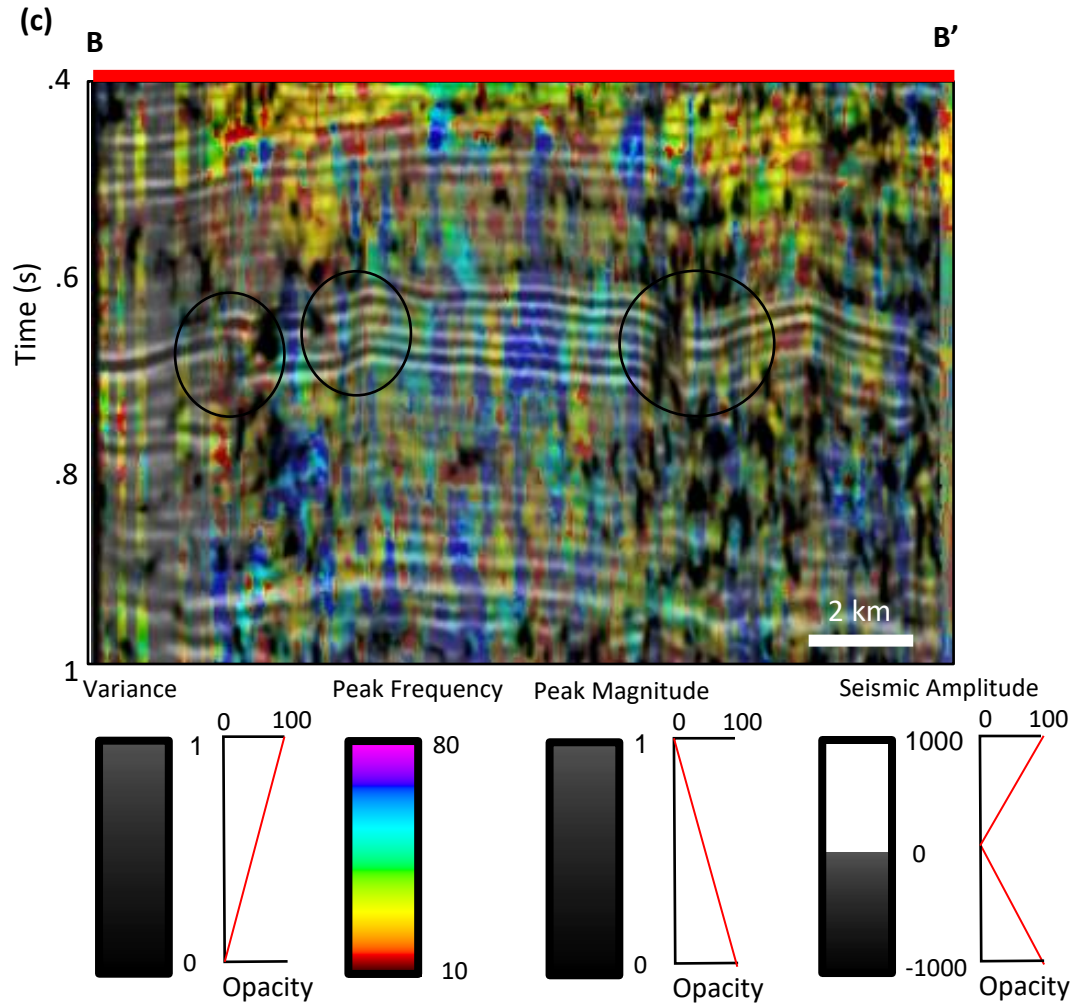 (c)
B
B’
.4
.6
.8
1
Time (s)
2 km
Variance
Peak Frequency
Peak Magnitude
Seismic Amplitude
0 100
0 100
0 100
1
80
1
1000
0
0
10
0
-1000
Opacity
Opacity
Opacity